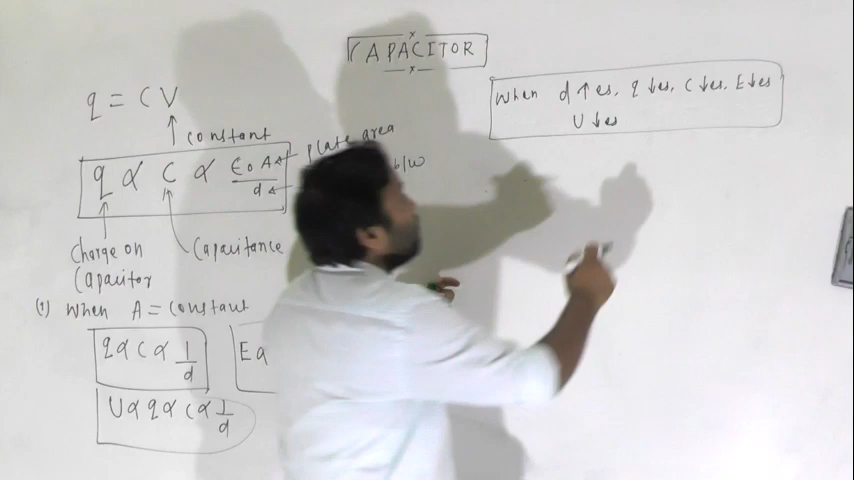 CAPACITOR
q = CV
constant
q ∝ C ∝ ε0 A / d
plate area
b/w
Charge on
Capacitor
Capacitance
(1) When A = constant
q ∝ C ∝ 1/d
E ∝
U ∝ q ∝ C ∝ 1/d
When d ↑es, q ↓es, C ↓es, E ↓es
U ↓es